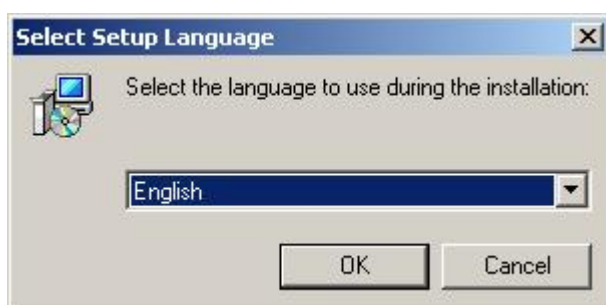 Select Setup Language
Select the language to use during the installation:
English
OK
Cancel